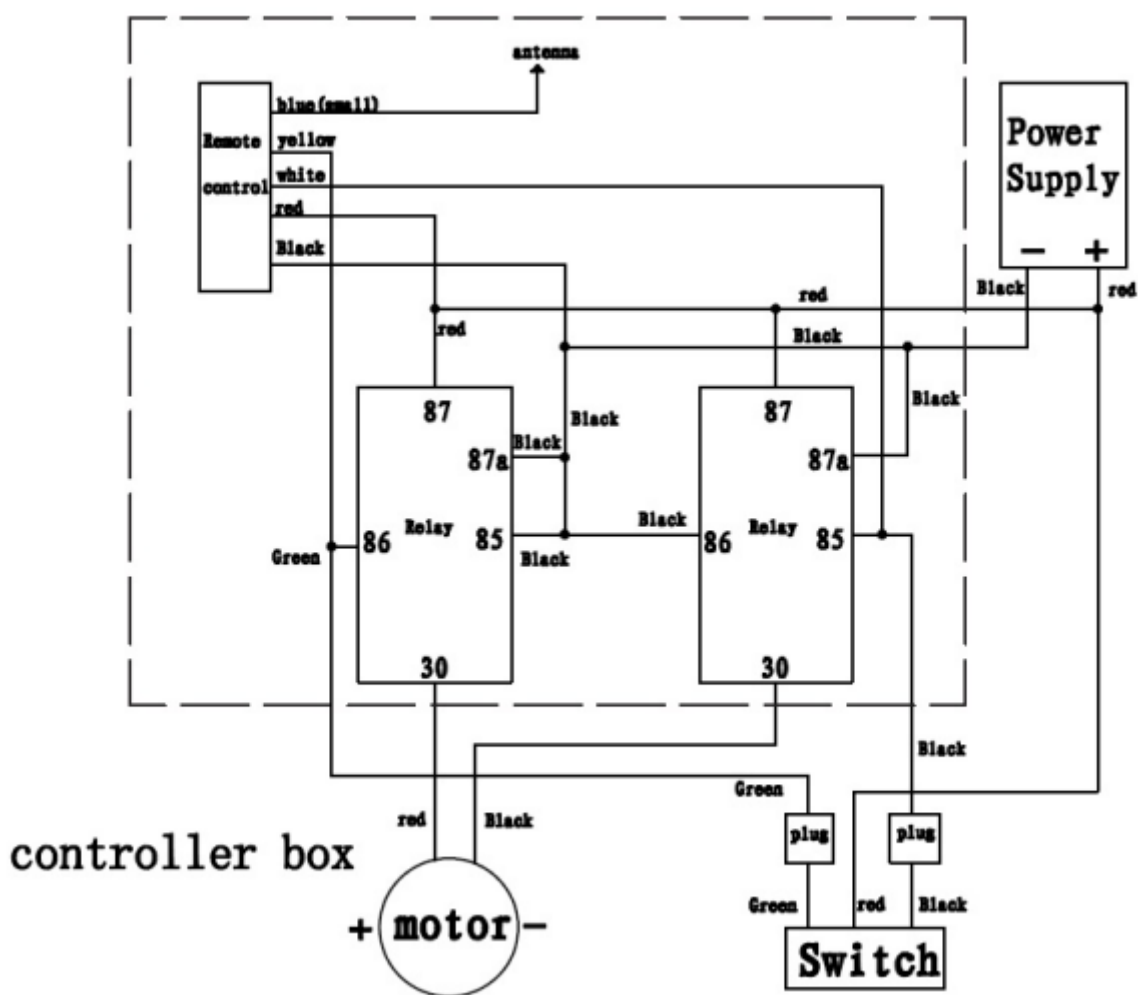 antenna
blue(small)
Remote
yellow
control
white
red
Black
Power
Supply
- +
Black
red
red
red
Black
87
87
Black
Black
Black
87a
87a
86
Relay
85
Black
86
Relay
85
Green
Black
30
30
Black
Green
red
Black
plug
plug
controller box
Green
red
Black
+ motor -
Switch